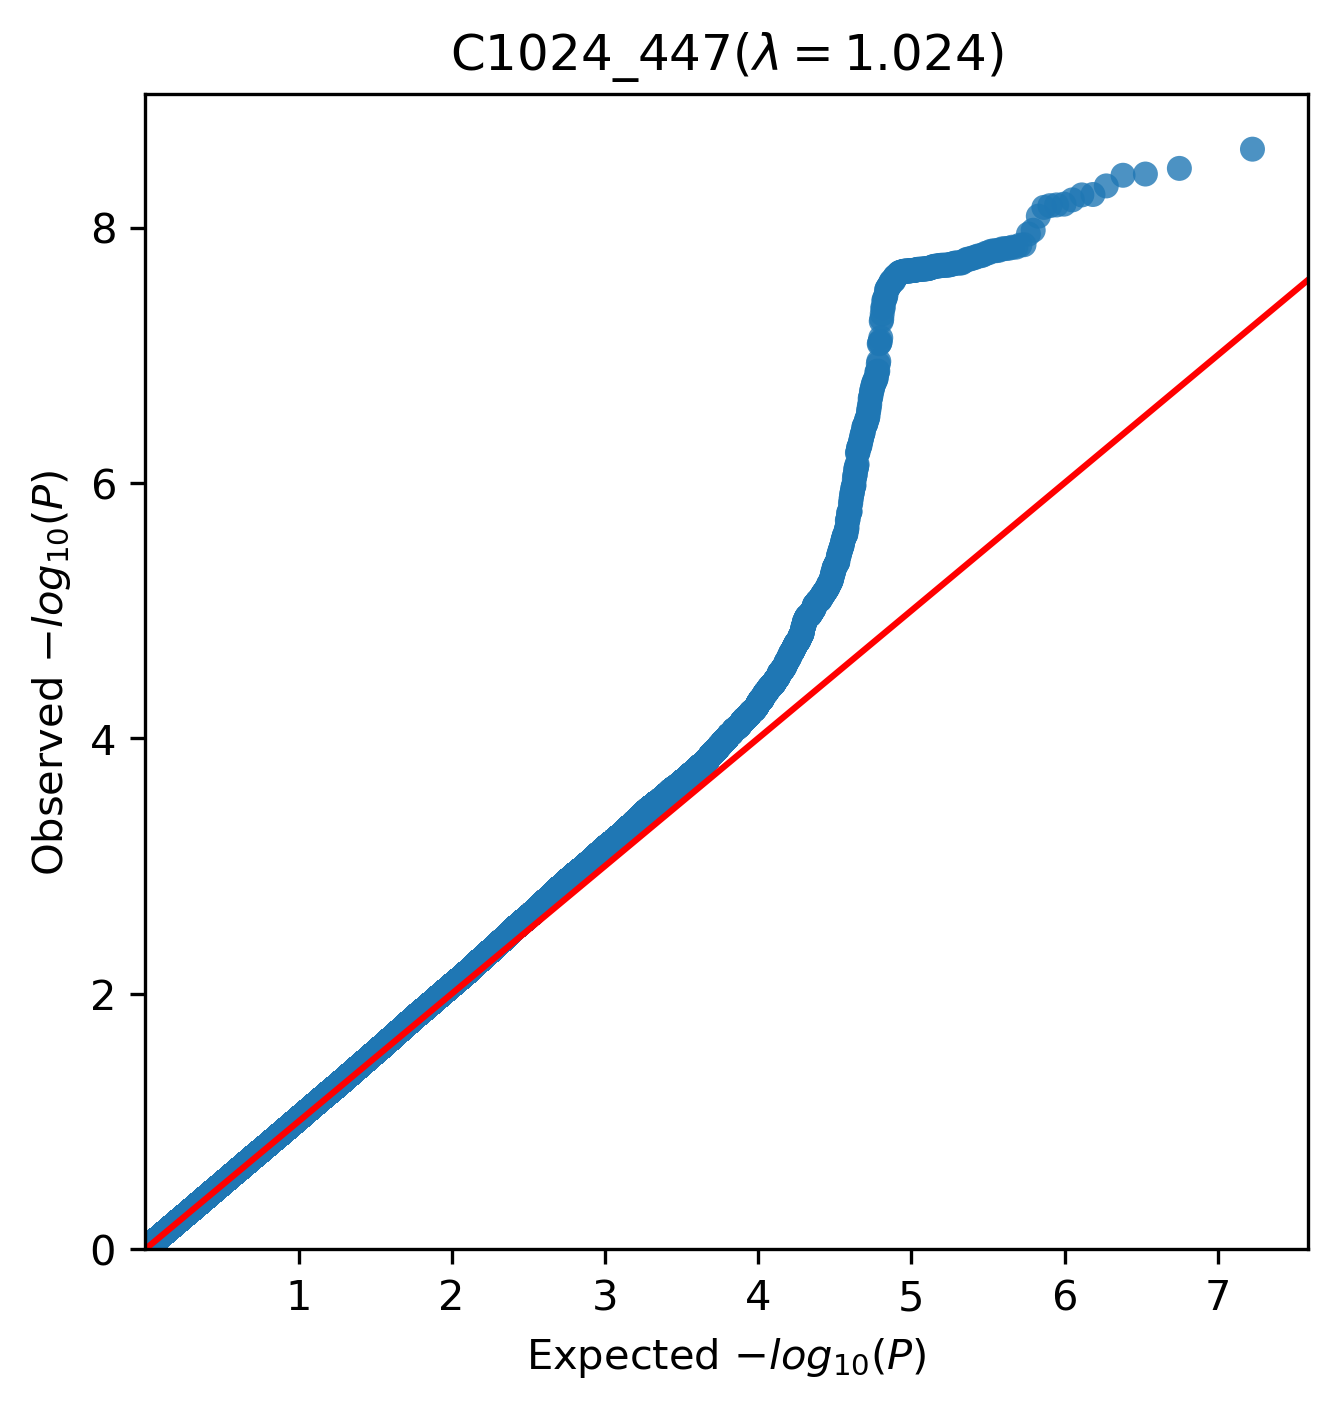 C1024_447(λ = 1.024)
Observed −log₁₀(P)
8
6
4
2
0
1 2 3 4 5 6 7
Expected −log₁₀(P)